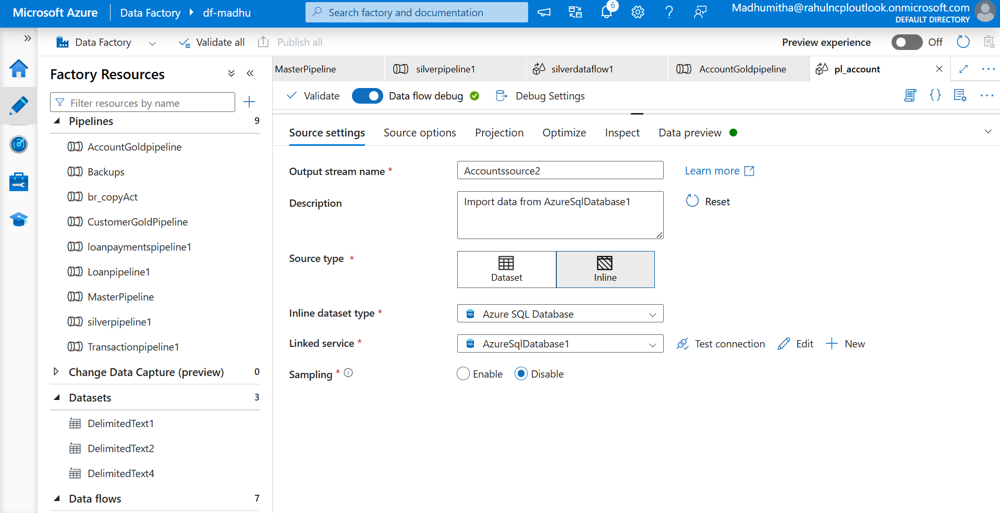 Microsoft Azure
Data Factory
df-madhu
Search factory and documentation
6
Madhumitha@rahulncploutlook.onmicrosoft.com
DEFAULT DIRECTORY
Data Factory
Validate all
Publish all
Preview experience
Off
Factory Resources
Filter resources by name
Pipelines 9
AccountGoldpipeline
Backups
br_copyAct
CustomerGoldPipeline
loanpaymentspipeline1
Loanpipeline1
MasterPipeline
silverpipeline1
Transactionpipeline1
Change Data Capture (preview) 0
Datasets 3
DelimitedText1
DelimitedText2
DelimitedText4
Data flows 7
MasterPipeline
silverpipeline1
silverdataflow1
AccountGoldpipeline
pl_account
Validate
Data flow debug
Debug Settings
Source settings
Source options
Projection
Optimize
Inspect
Data preview
Output stream name *
Accountssource2
Learn more
Description
Import data from AzureSqlDatabase1
Reset
Source type *
Dataset
Inline
Inline dataset type *
SQL
Azure SQL Database
Linked service *
SQL
AzureSqlDatabase1
Test connection
Edit
New
Sampling *
Enable
Disable